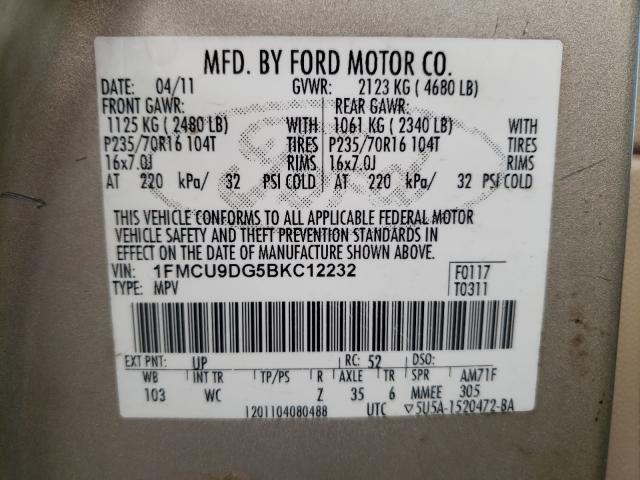 MFD. BY FORD MOTOR CO.
DATE: 04/11 GVWR: 2123 KG ( 4680 LB)
FRONT GAWR: REAR GAWR:
1125 KG ( 2480 LB) WITH 1061 KG ( 2340 LB) WITH
P235/70R16 104T TIRES P235/70R16 104T TIRES
16x7.0J RIMS 16x7.0J RIMS
AT 220 kPa/ 32 PSI COLD AT 220 kPa/ 32 PSI COLD
THIS VEHICLE CONFORMS TO ALL APPLICABLE FEDERAL MOTOR
VEHICLE SAFETY AND THEFT PREVENTION STANDARDS IN
EFFECT ON THE DATE OF MANUFACTURE SHOWN ABOVE.
VIN: 1FMCU9DG5BKC12232 F0117
TYPE: MPV T0311
EXT PNT: UP RC: 52 DSO:
WB INT TR TP/PS R AXLE TR SPR AM71F
103 WC Z 35 6 MMEE 305
1201104080488 UTC ▽5U5A-1520472-BA